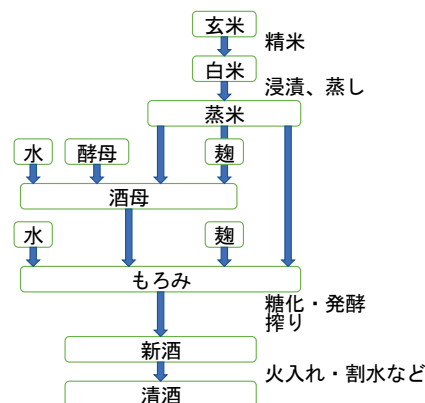 玄米
精米
白米
浸漬、蒸し
蒸米
水
酵母
麹
酒母
水
麹
もろみ
糖化・発酵
搾り
新酒
火入れ・割水など
清酒